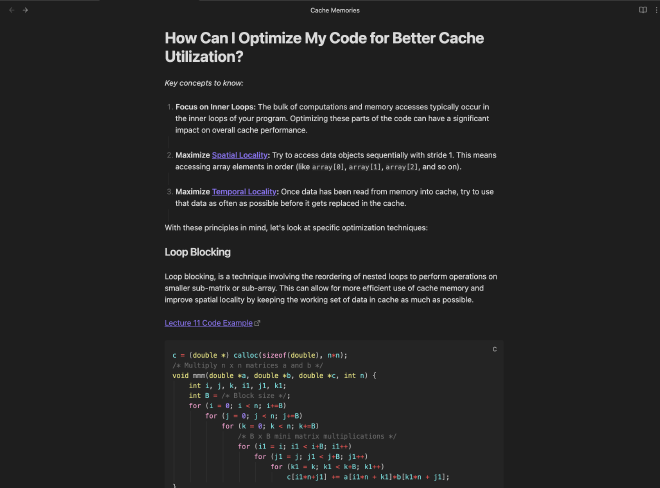 Cache Memories
How Can I Optimize My Code for Better Cache
Utilization?
Key concepts to know:
1. Focus on Inner Loops: The bulk of computations and memory accesses typically occur in
the inner loops of your program. Optimizing these parts of the code can have a significant
impact on overall cache performance.
2. Maximize Spatial Locality: Try to access data objects sequentially with stride 1. This means
accessing array elements in order (like array[0], array[1], array[2], and so on).
3. Maximize Temporal Locality: Once data has been read from memory into cache, try to use
that data as often as possible before it gets replaced in the cache.
With these principles in mind, let's look at specific optimization techniques:
Loop Blocking
Loop blocking, is a technique involving the reordering of nested loops to perform operations on
smaller sub-matrix or sub-array. This can allow for more efficient use of cache memory and
improve spatial locality by keeping the working set of data in cache as much as possible.
Lecture 11 Code Example
C
c = (double *) calloc(sizeof(double), n*n);
/* Multiply n x n matrices a and b */
void mmm(double *a, double *b, double *c, int n) {
int i, j, k, i1, j1, k1;
int B = /* Block size */;
for (i = 0; i < n; i+=B)
for (j = 0; j < n; j+=B)
for (k = 0; k < n; k+=B)
/* B x B mini matrix multiplications */
for (i1 = i; i1 < i+B; i1++)
for (j1 = j; j1 < j+B; j1++)
for (k1 = k; k1 < k+B; k1++)
c[i1*n+j1] += a[i1*n + k1]*b[k1*n + j1];
}